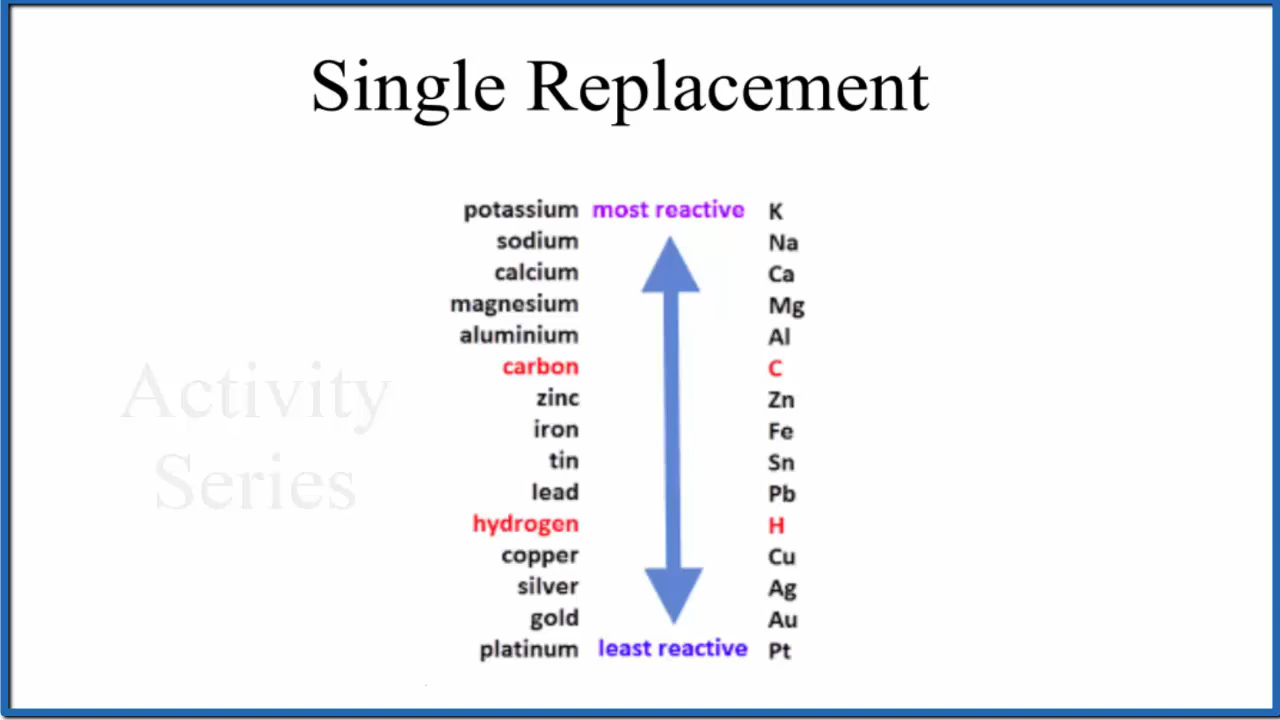 Single Replacement
potassium most reactive K
sodium Na
calcium Ca
magnesium Mg
aluminium Al
carbon C
Activity
zinc Zn
iron Fe
tin Sn
Series
lead Pb
hydrogen H
copper Cu
silver Ag
gold Au
platinum least reactive Pt